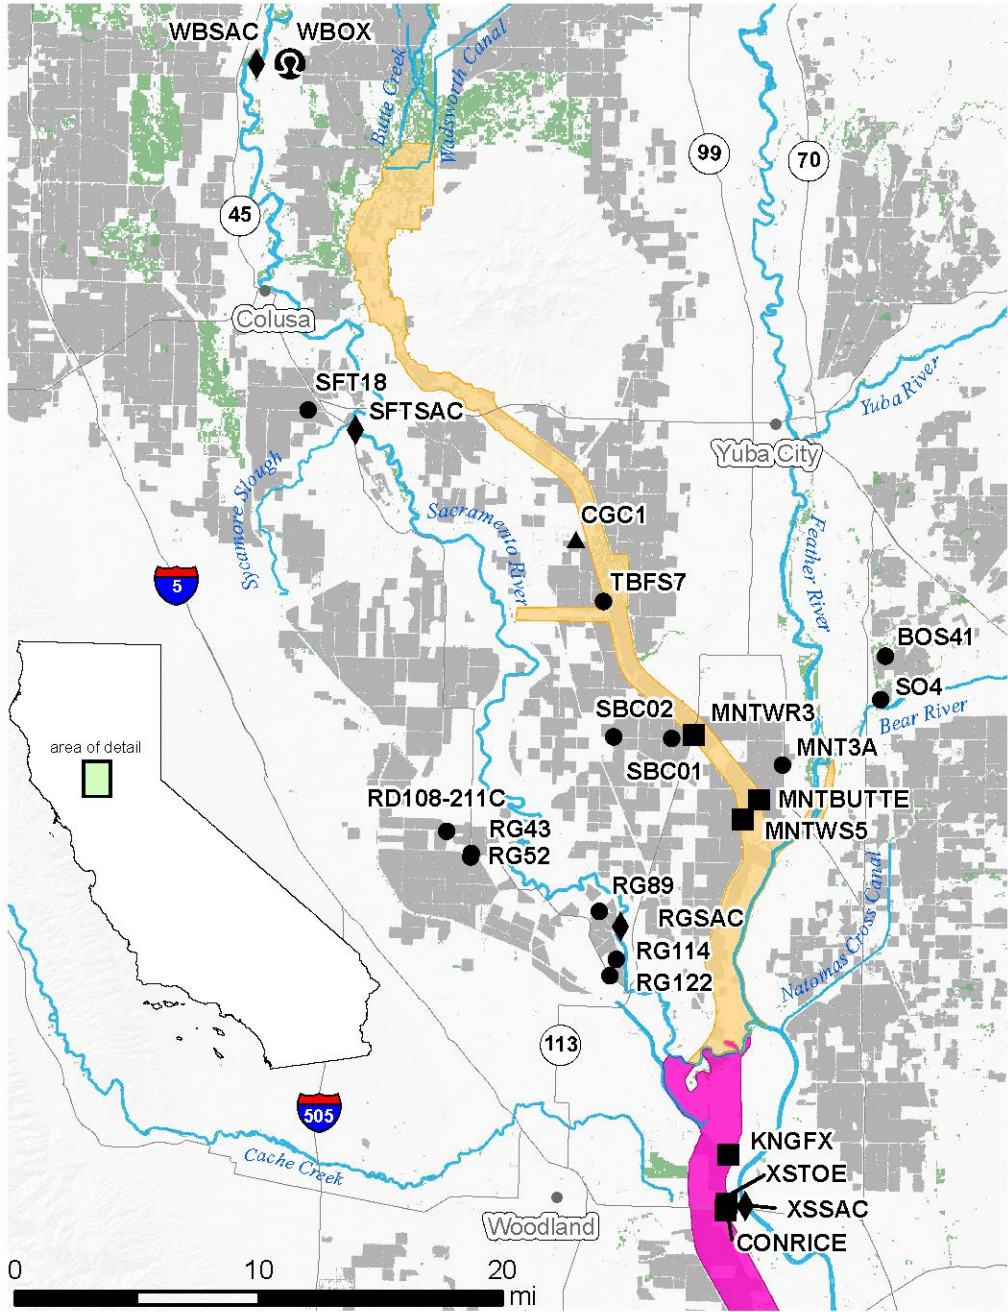 WBSAC WBOX
Butte Creek
Wadsworth Canal
99
70
45
Colusa
SFT18
SFTSAC
Yuba River
Yuba City
Sycamore Slough
Sacramento River
CGC1
Feather River
5
TBFS7
BOS41
SO4
Bear River
SBC02
MNTWR3
SBC01
MNT3A
area of detail
RD108-211C
MNTBUTTE
RG43
MNTWS5
RG52
RG89
RGSAC
RG114
RG122
Natomas Cross Canal
113
505
KNGFX
XSTOE
Cache Creek
XSSAC
Woodland
CONRICE
0 10 20
mi